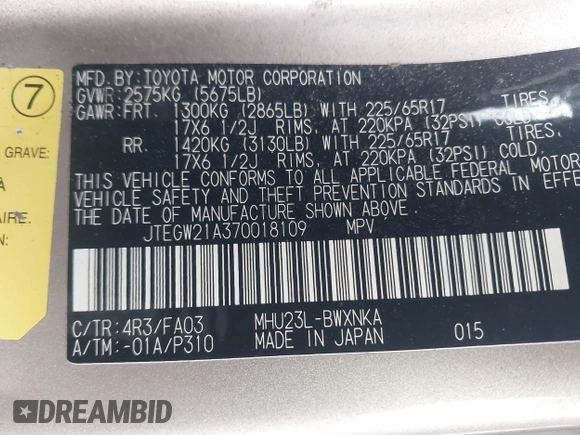 7
GRAVE:
A
AIRE.
MFD. BY: TOYOTA MOTOR CORPORATION
GVWR: 2575KG (5675LB)
GAWR: FRT. 1300KG (2865LB) WITH 225/65R17 TIRES,
17X6 1/2J RIMS, AT 220KPA (32PSI) COLD.
RR. 1420KG (3130LB) WITH 225/65R17 TIRES,
17X6 1/2J RIMS, AT 220KPA (32PSI) COLD.
THIS VEHICLE CONFORMS TO ALL APPLICABLE FEDERAL MOTOR
VEHICLE SAFETY AND THEFT PREVENTION STANDARDS IN EFFE
ON THE DATE OF MANUFACTURE SHOWN ABOVE.
JTEGW21A370018109 MPV
C/TR: 4R3/FA03 MHU23L-BWXNKA 015
A/TM: -01A/P310 MADE IN JAPAN
DREAMBID